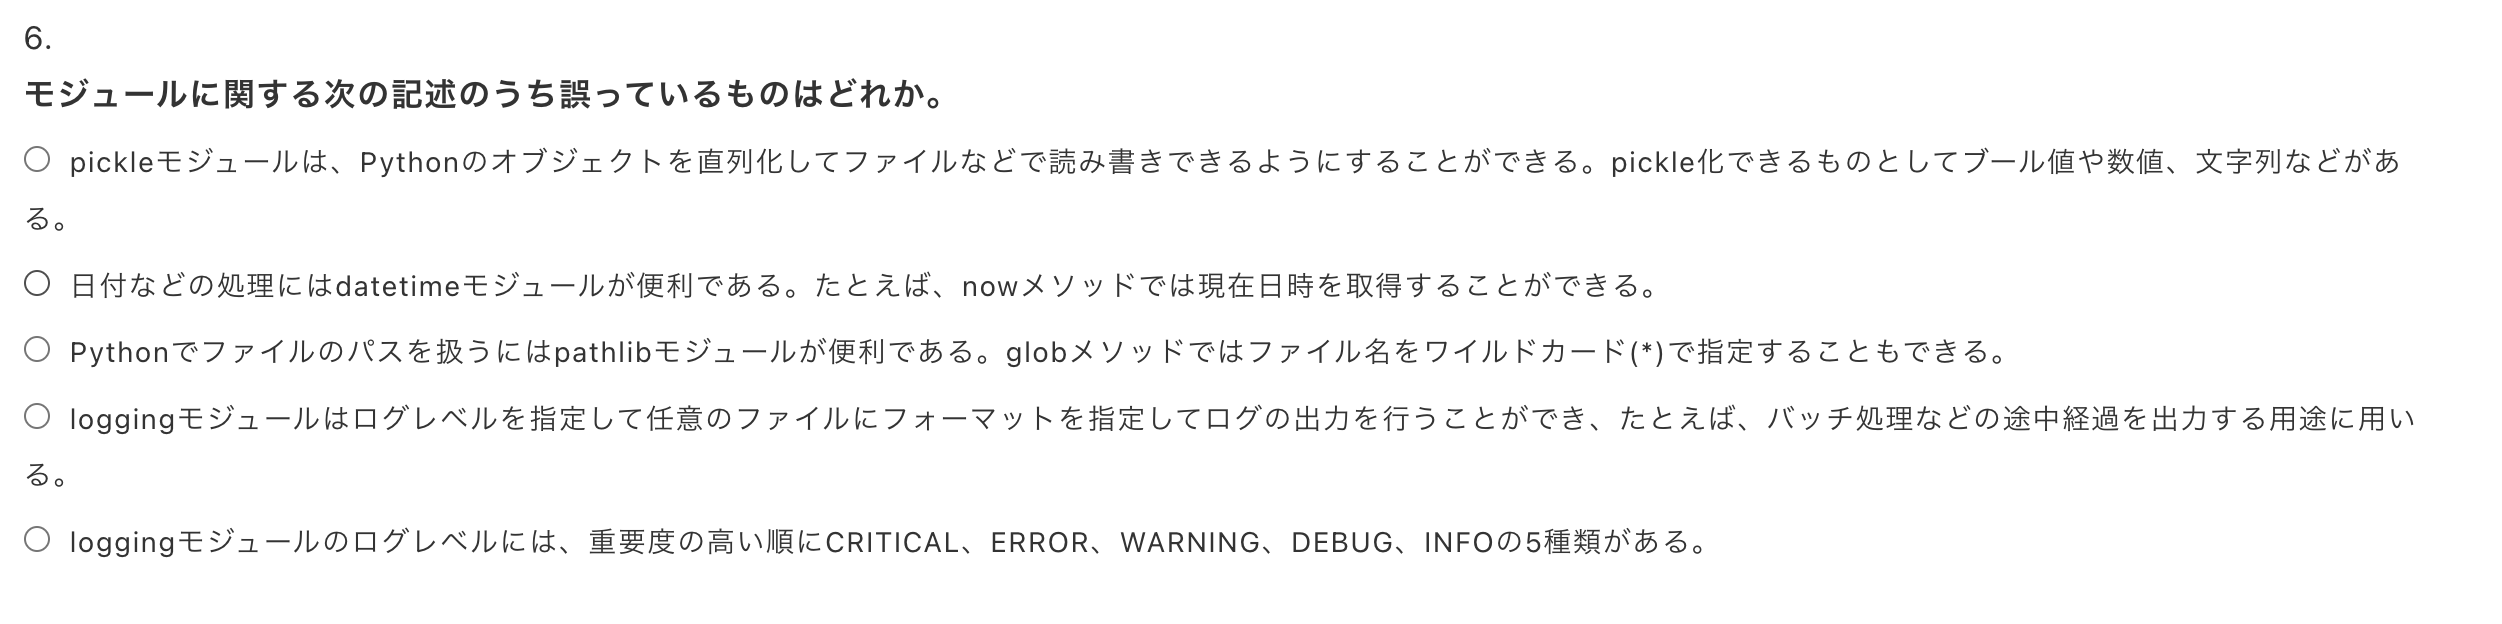 6.
モジュールに関する次の記述のうち誤っているものはどれか。
pickleモジュールは、Pythonのオブジェクトを直列化してファイルなどで読み書きできるようにすることができる。pickle化できるものとしてブール値や数値、文字列などがあ
る。
日付などの処理にはdatetimeモジュールが便利である。たとえば、nowメソッドでは現在日時を取得することができる。
Pythonでファイルのパスを扱うにはpathlibモジュールが便利である。globメソッドではファイル名をワイルドカード(*)で指定することもできる。
loggingモジュールはログレベルを指定して任意のファイルにフォーマットを指定してログの出力を行うことができ、たとえば、バッチ処理などの途中経過を出力する用途に用い
る。
loggingモジュールのログレベルには、重要度の高い順にCRITICAL、ERROR、WARNING、DEBUG、INFOの5種類がある。